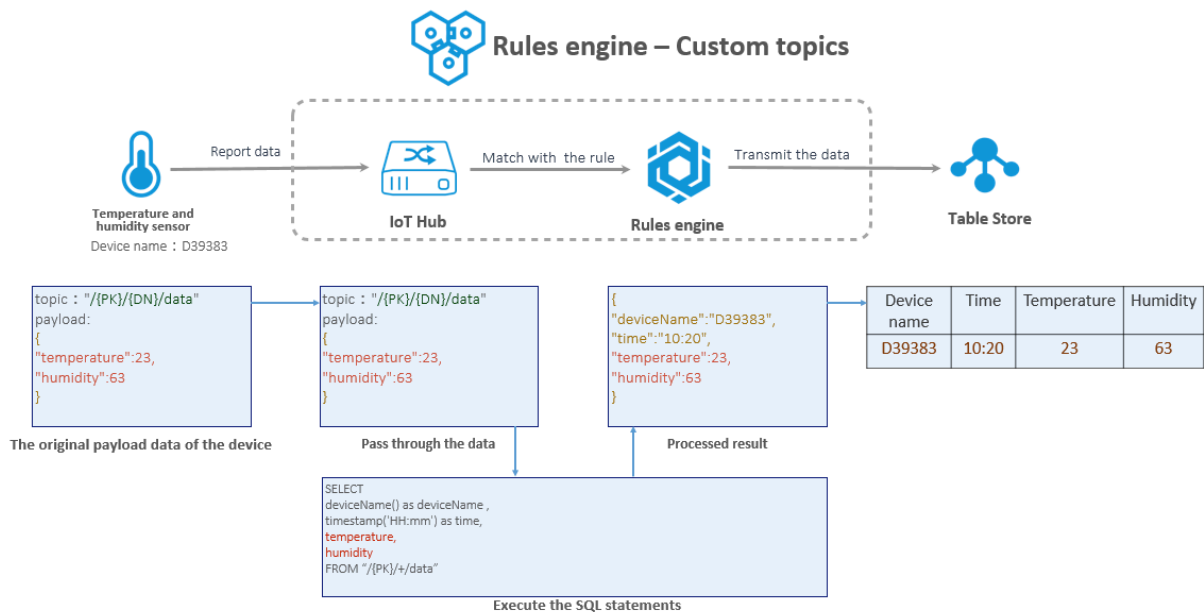 Rules engine – Custom topics
Report data
Match with  the rule
Transmit the data
Temperature and
humidity sensor
Device name：D39383
IoT Hub
Rules engine
Table Store
topic："/{PK}/{DN}/data"
payload:
{
"temperature":23,
"humidity":63
}
The original payload data of the device
topic："/{PK}/{DN}/data"
payload:
{
"temperature":23,
"humidity":63
}
Pass through the data
{
"deviceName":"D39383",
"time":"10:20",
"temperature":23,
"humidity":63
}
Processed result
Device name	Time	Temperature	Humidity
D39383	10:20	23	63
SELECT
deviceName() as deviceName ,
timestamp('HH:mm') as time,
temperature,
humidity
FROM “/{PK}/+/data”
Execute the SQL statements